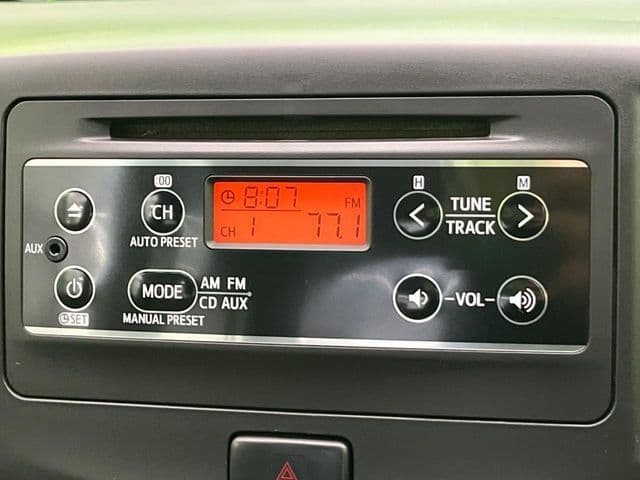 :00
H
M
8:07
FM
CH 1 77.1
CH
AUTO PRESET
TUNE
TRACK
AUX
MODE
AM FM
CD AUX
VOL
SET
MANUAL PRESET